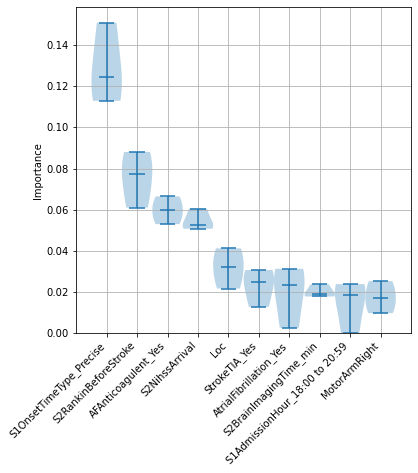 0.14
0.12
0.10
0.08
0.06
0.04
0.02
0.00
Importance
S1OnsetTimeType_Precise
S2RankinBeforeStroke
AFAnticoagulent_Yes
S2NihssArrival
Loc
StrokeTIA_Yes
AtrialFibrillation_Yes
S2BrainImagingTime_min
S1AdmissionHour_18:00 to 20:59
MotorArmRight